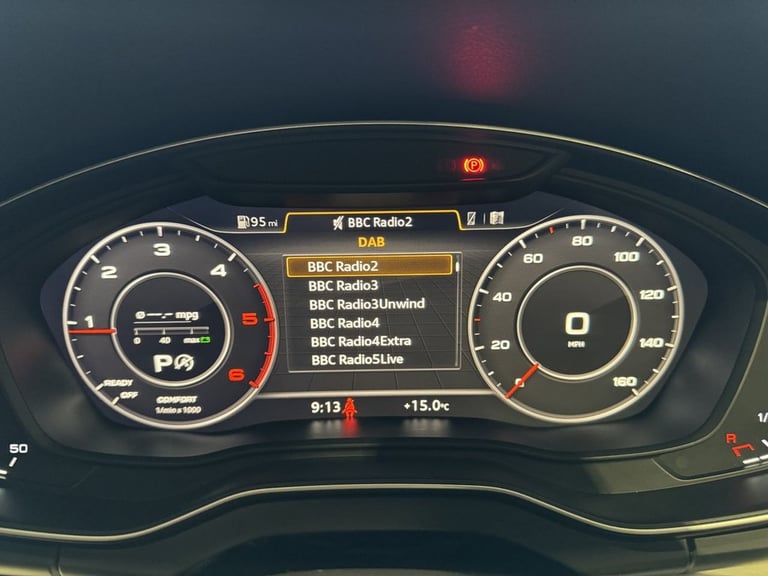 P
95 mi
BBC Radio2
DAB
BBC Radio2
BBC Radio3
BBC Radio3Unwind
BBC Radio4
BBC Radio4Extra
BBC Radio5Live
1
2
3
4
5
6
READY
OFF
Ø --.- mpg
0 40 max
P
COMFORT
1/min x 1000
0
20
40
60
80
100
120
140
160
0
MPH
9:13
+15.0°C
50
R
1/